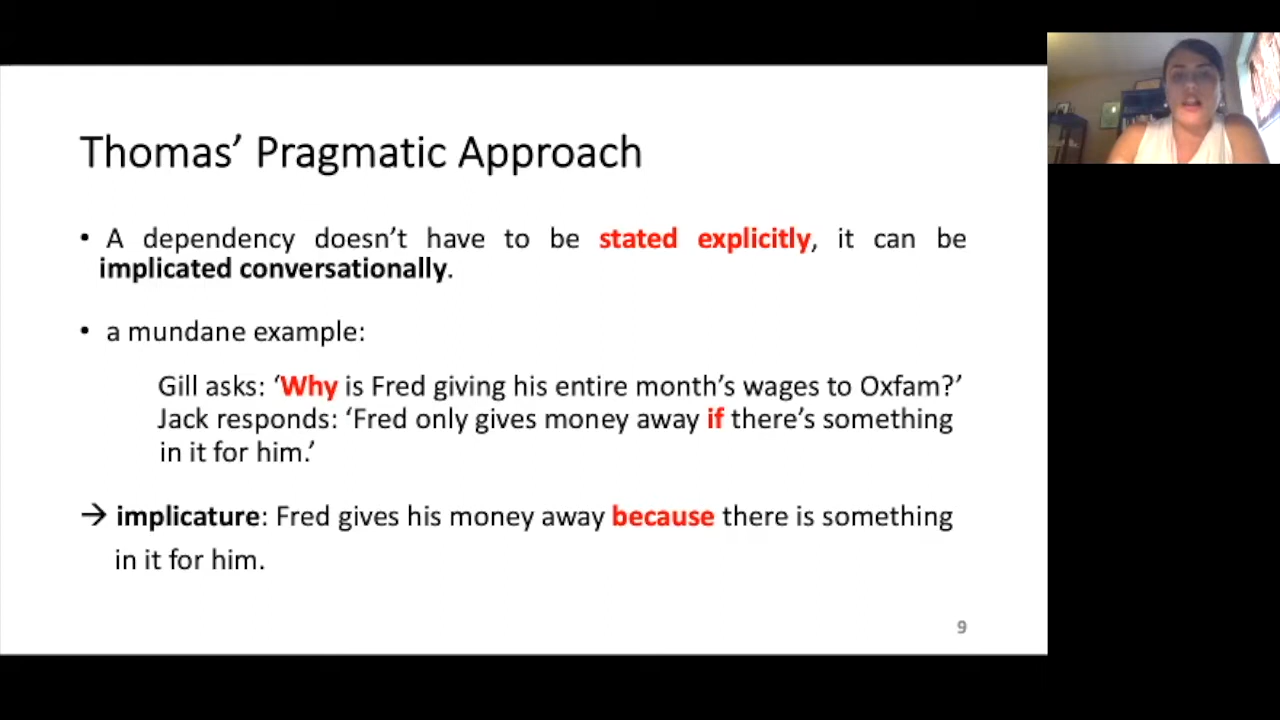 Thomas’ Pragmatic Approach
• A dependency doesn’t have to be stated explicitly, it can be
implicated conversationally.
• a mundane example:
Gill asks: ‘Why is Fred giving his entire month’s wages to Oxfam?’
Jack responds: ‘Fred only gives money away if there’s something
in it for him.’
→ implicature: Fred gives his money away because there is something
in it for him.
9